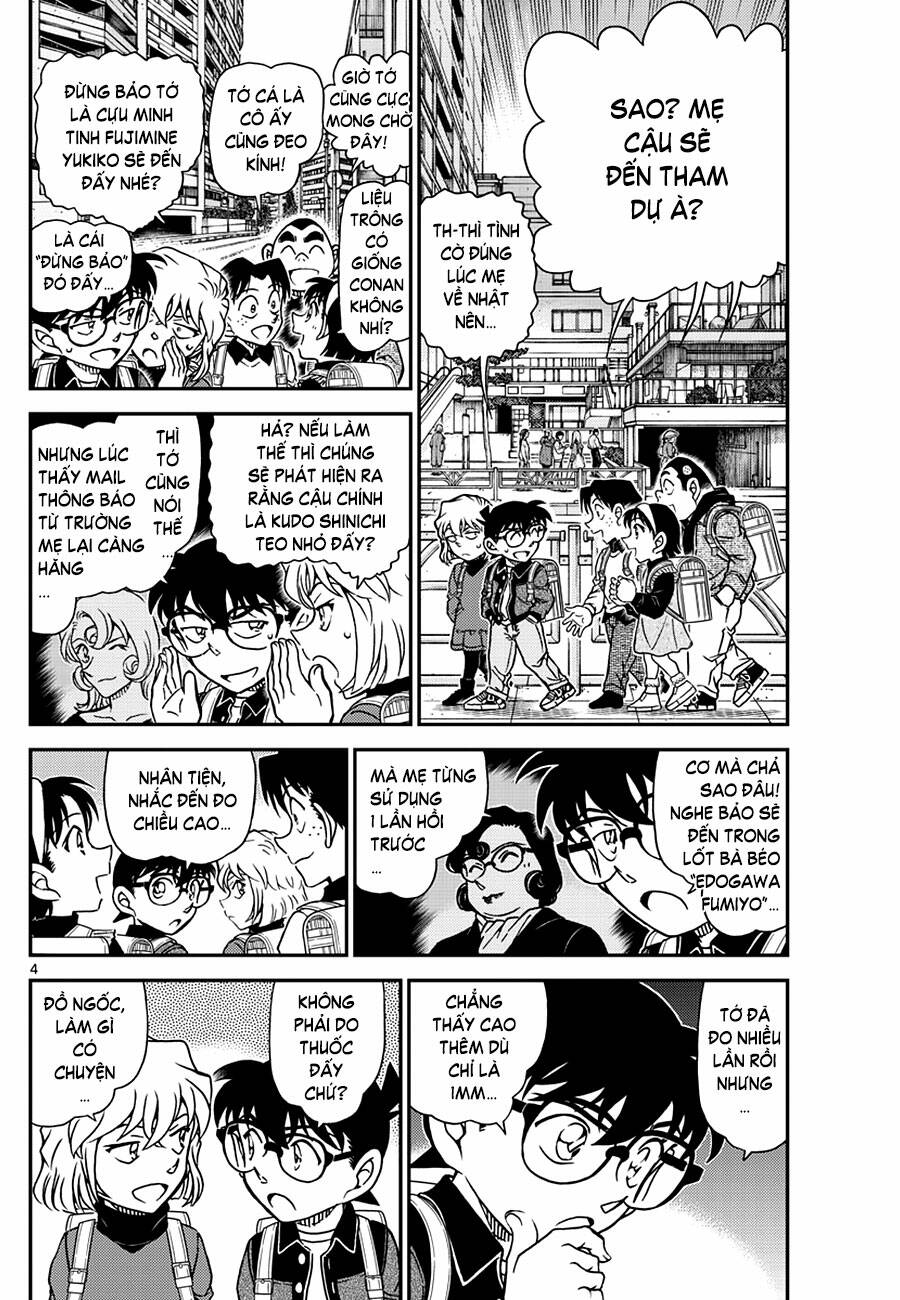 SAO? MẸ
CẬU SẼ
ĐẾN THAM
DỰ À?
TH-THÌ TÌNH
CỜ ĐÚNG
LÚC MẸ
VỀ NHẬT
NÊN...
GIỜ TỚ
CŨNG CỰC
MONG CHỜ
ĐÂY!
LIỆU
TRÔNG
CÓ
GIỐNG
CONAN
KHÔNG
NHỈ?
TỚ CÁ LÀ
CÔ ẤY
CŨNG ĐEO
KÍNH!
ĐỪNG BẢO TỚ
LÀ CỰU MINH
TINH FUJIMINE
YUKIKO SẼ ĐẾN
ĐẤY NHÉ?
LÀ CÁI
"ĐỪNG BẢO"
ĐÓ ĐẤY...
HẢ? NẾU LÀM
THẾ THÌ CHÚNG
SẼ PHÁT HIỆN RA
RẰNG CẬU CHÍNH
LÀ KUDO SHINICHI
TEO NHỎ ĐẤY?
THÌ
TỚ
CŨNG
NÓI
THẾ
...
NHƯNG LÚC
THẤY MAIL
THÔNG BÁO
TỪ TRƯỜNG
MẸ LẠI CÀNG
HĂNG
...
CƠ MÀ CHẢ
SAO ĐÂU!
NGHE BẢO SẼ
ĐẾN TRONG
LỐT BÀ BÉO
"EDOGAWA
FUMIYO"...
MÀ MẸ TỪNG
SỬ DỤNG
1 LẦN HỒI
TRƯỚC
...
NHÂN TIỆN,
NHẮC ĐẾN ĐO
CHIỀU CAO...
4
TỚ ĐÃ
ĐO NHIỀU
LẦN RỒI
NHƯNG
...
CHẲNG
THẤY CAO
THÊM DÙ
CHỈ LÀ
1MM...
KHÔNG
PHẢI DO
THUỐC
ĐẤY
CHỨ?
ĐỒ NGỐC,
LÀM GÌ
CÓ
CHUYỆN
...